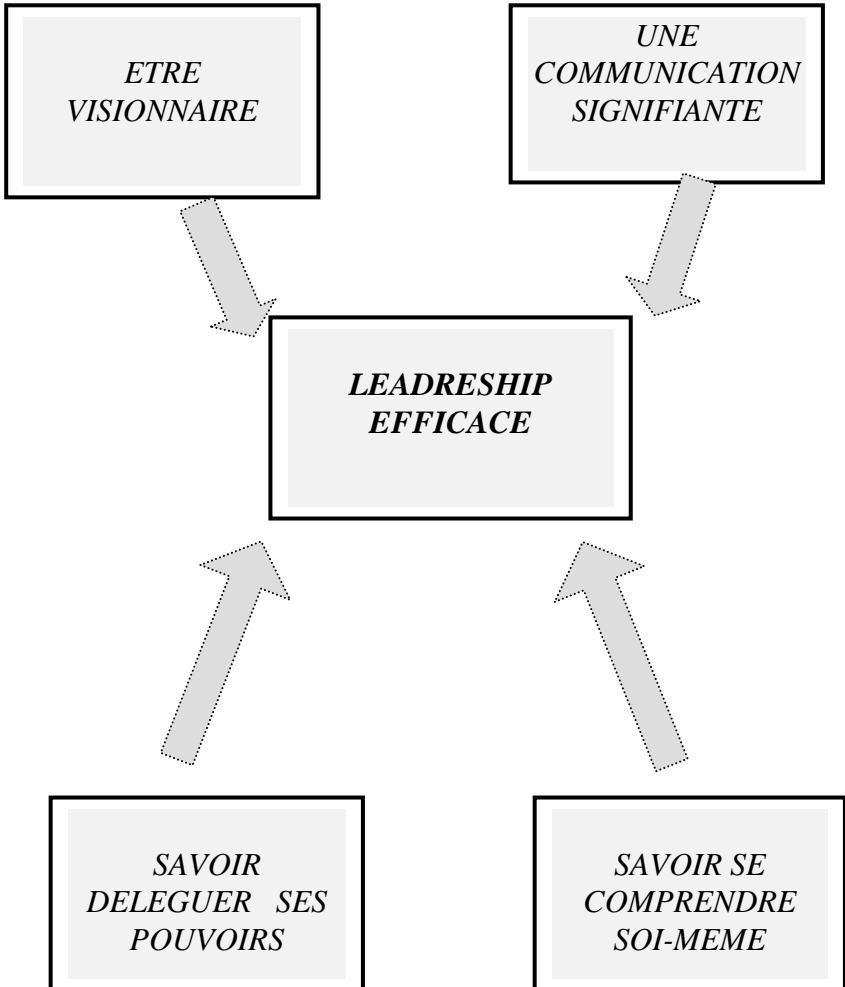 ETRE
VISIONNAIRE
UNE
COMMUNICATION
SIGNIFIANTE
LEADRESHIP
EFFICACE
SAVOIR
DELEGUER SES
POUVOIRS
SAVOIR SE
COMPRENDRE
SOI-MEME